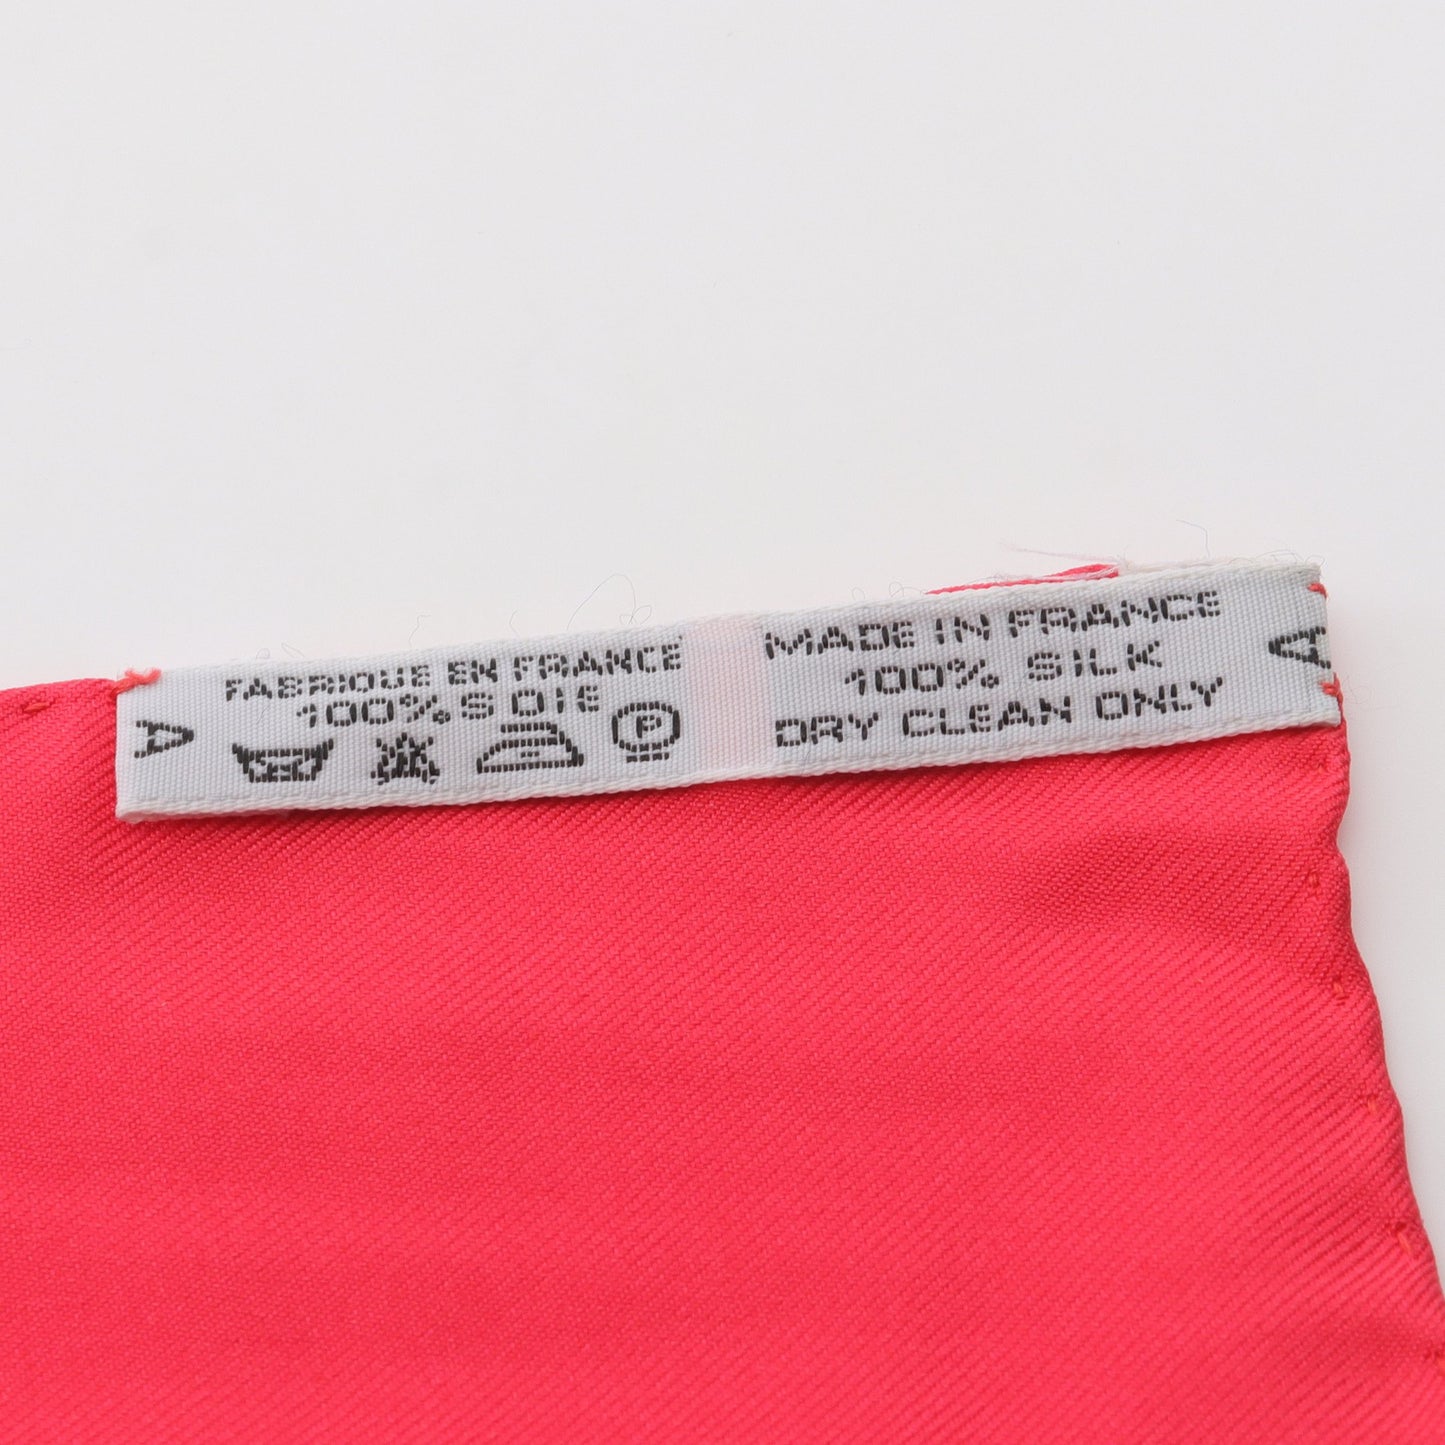 FABRIQUE EN FRANCE
100% SOIE
A
P
MADE IN FRANCE
100% SILK
DRY CLEAN ONLY
A